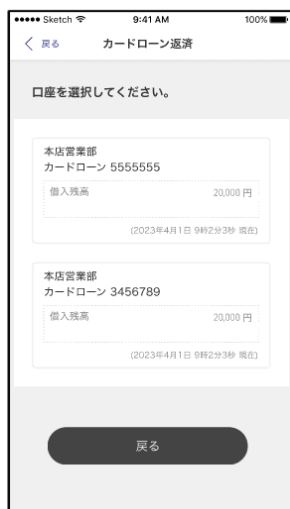 ●●●●● Sketch 9:41 AM 100%
戻る カードローン返済
口座を選択してください。
本店営業部
カードローン 5555555
借入残高 20,000 円
(2023年4月1日 9時2分3秒 現在)
本店営業部
カードローン 3456789
借入残高 20,000 円
(2023年4月1日 9時2分3秒 現在)
戻る